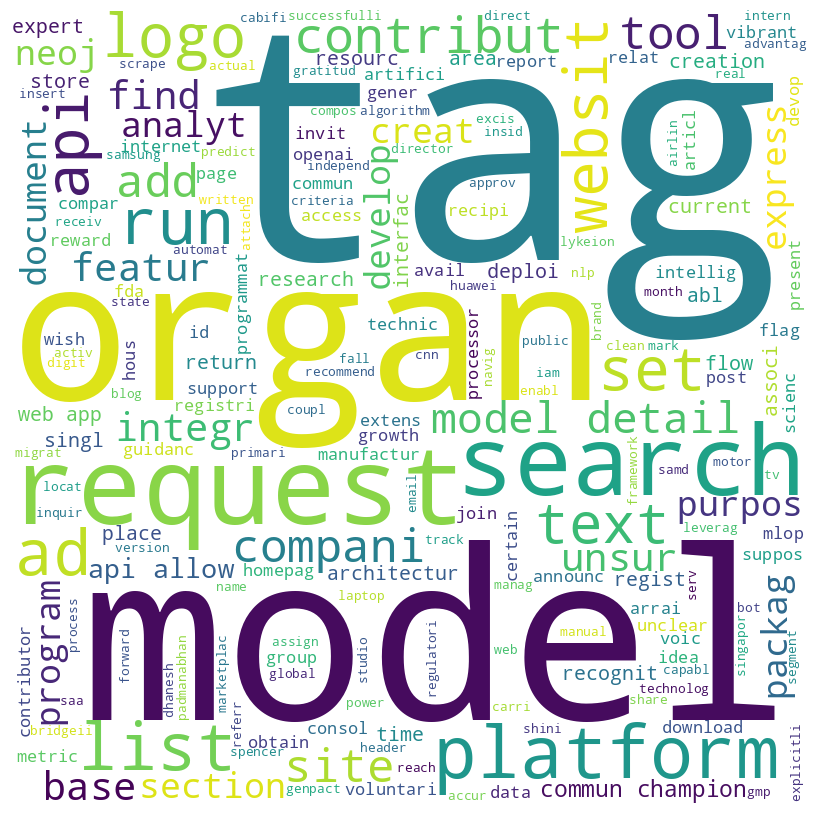 cabifi successfulli direct intern
expert logo contribut tool vibrant
neoj scrape actual gratitud resourc area report relat creation advantag
store find artifici websit real
insert api gener compos algorithm excis insid devop
document analyt invit creat express airlin articl
internet openai independ director
samsung predict tag
compar add page commun criteria approv
receiv run written attach access develop interfac recipi current
reward automat lykeion
featur programmat research avail deploi nlp intellig present
fda state huawei month abl
organ
wish id technic processor public brand flag
activ return fall cnn navig iam clean mark
digit hous recommend enabl set flow
blog support coupl post associ
web app registri extens model detail scienc
singl integr growth
migrat guidanc primari manufactur search
request framework samd motor tv
locat email
inquir join text purpos
place compani track certain leverag
ad version unsur mlop
api allow homepag architectur announc regist suppos
name laptop manag serv
contributor program process model arrai bot packag
forward assign group unclear voic singapor
padmanabhan dhanesh marketplac global studio regulatori manual idea segment
saa web recognit capabl
power carri technolog share
bridgeii referr obtain consol time shini download explicitli
metric list spencer header site reach platform
base section genpact voluntari accur data commun champion gmp